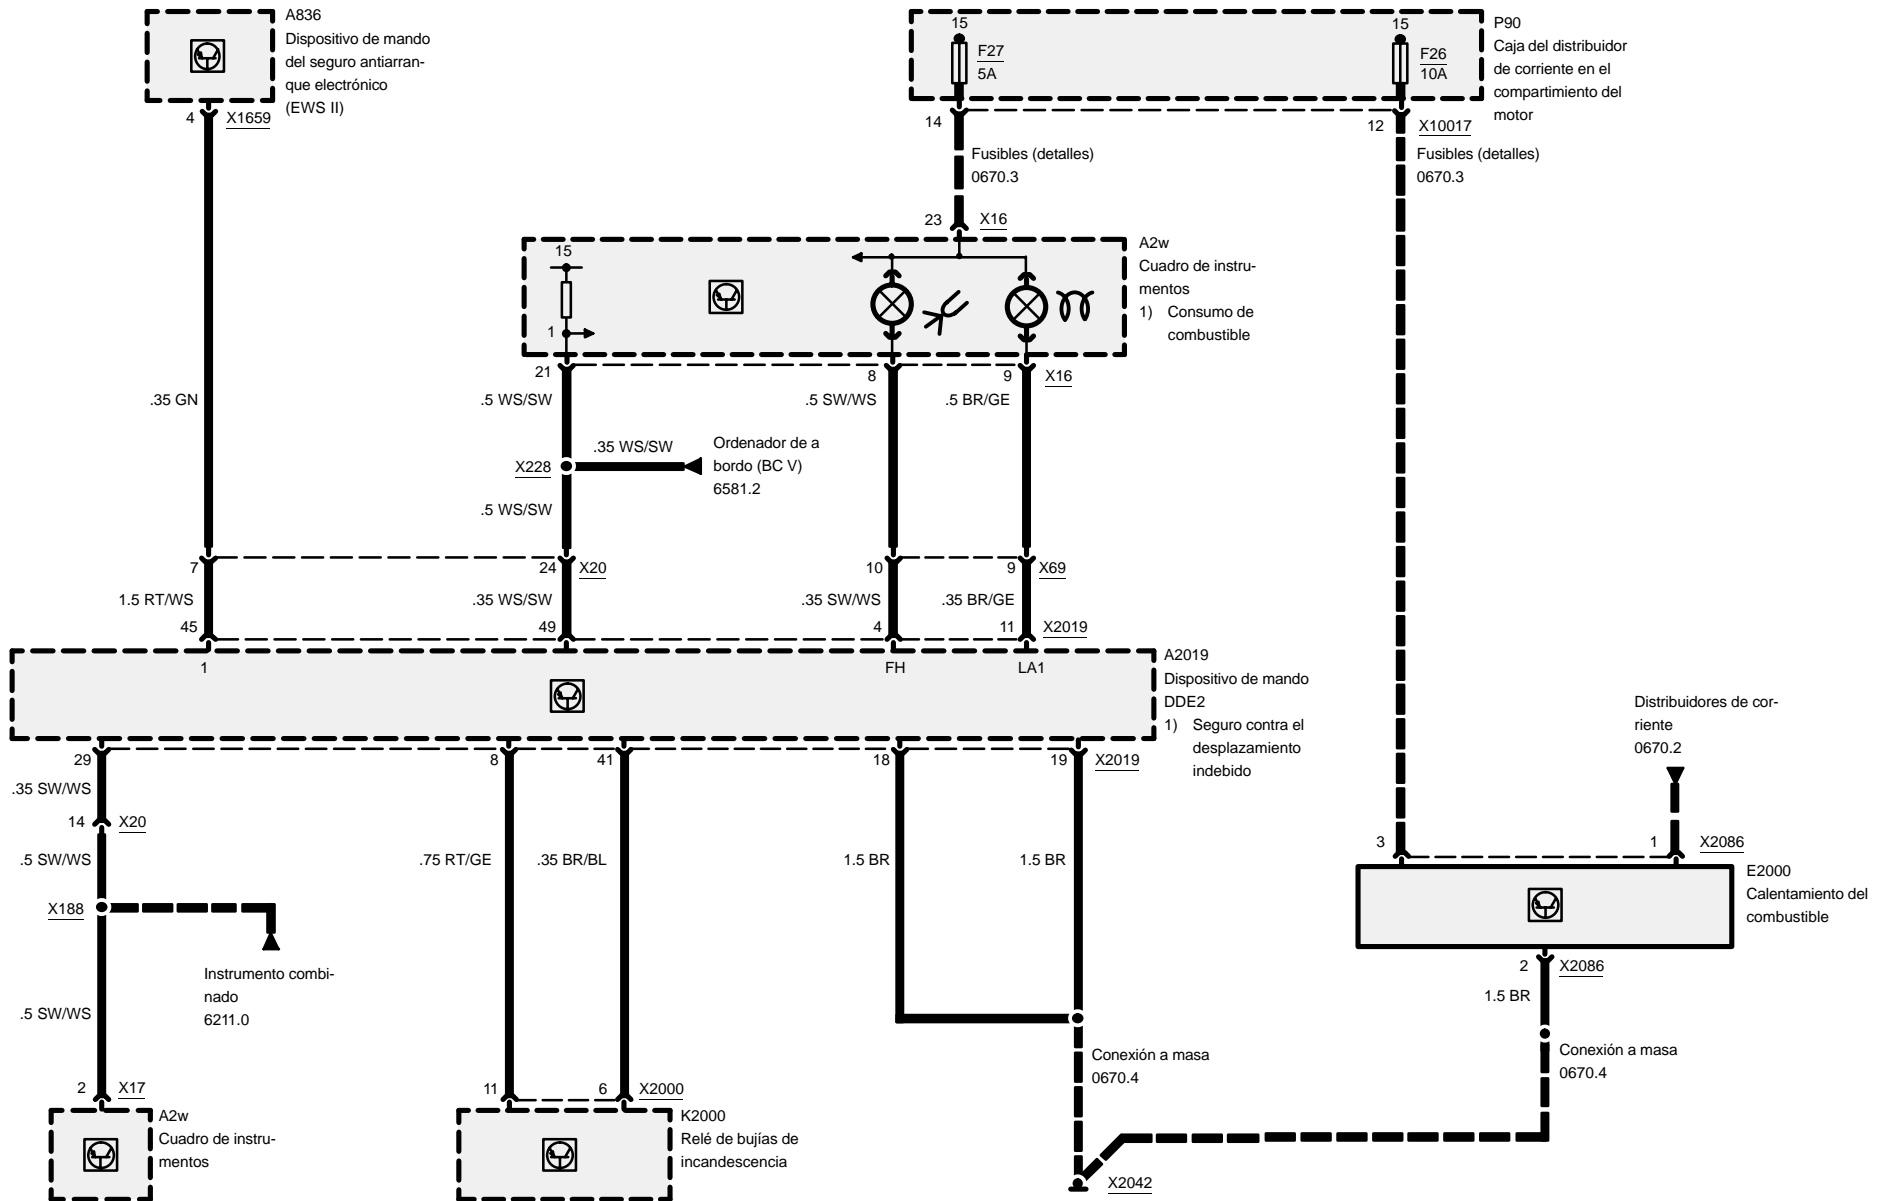 A836
Dispositivo de mando
del seguro antiarran-
que electrónico
(EWS II)
4 X1659
15
F27
5A
15
F26
10A
P90
Caja del distribuidor
de corriente en el
compartimiento del
motor
14
12 X10017
Fusibles (detalles)
0670.3
Fusibles (detalles)
0670.3
23 X16
15
1
A2w
Cuadro de instru-
mentos
1) Consumo de
combustible
21
8
9 X16
.35 GN
.5 WS/SW
.5 SW/WS
.5 BR/GE
.35 WS/SW
Ordenador de a
bordo (BC V)
6581.2
X228
.5 WS/SW
7
24 X20
10
9 X69
1.5 RT/WS
.35 WS/SW
.35 SW/WS
.35 BR/GE
45
49
4
11 X2019
1
FH
LA1
A2019
Dispositivo de mando
DDE2
1) Seguro contra el
desplazamiento
indebido
Distribuidores de cor-
riente
0670.2
29
8
41
18
19 X2019
.35 SW/WS
14 X20
.5 SW/WS
.75 RT/GE
.35 BR/BL
1.5 BR
1.5 BR
3
1 X2086
E2000
Calentamiento del
combustible
X188
Instrumento combi-
nado
6211.0
2 X2086
1.5 BR
.5 SW/WS
Conexión a masa
0670.4
Conexión a masa
0670.4
2 X17
11
6 X2000
A2w
Cuadro de instru-
mentos
K2000
Relé de bujías de
incandescencia
X2042